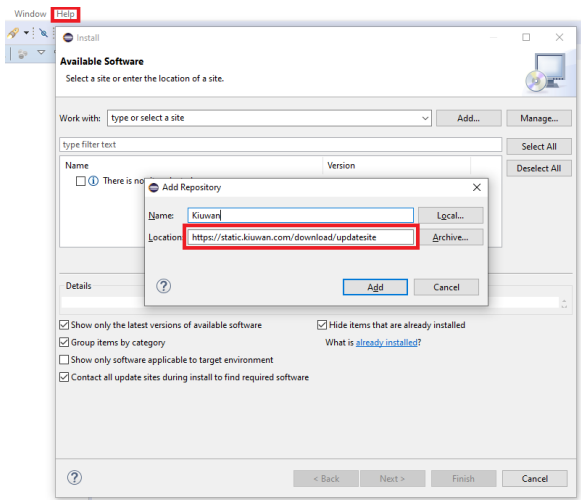 Window Help
Install
Available Software
Select a site or enter the location of a site.
Work with: type or select a site Add... Manage...
type filter text Select All
Name Version Deselect All
There is no
Add Repository
Name: Kiuwan Local...
Location: https://static.kiuwan.com/download/updatesite Archive...
Add Cancel
Details
Show only the latest versions of available software Hide items that are already installed
Group items by category What is already installed?
Show only software applicable to target environment
Contact all update sites during install to find required software
< Back Next > Finish Cancel